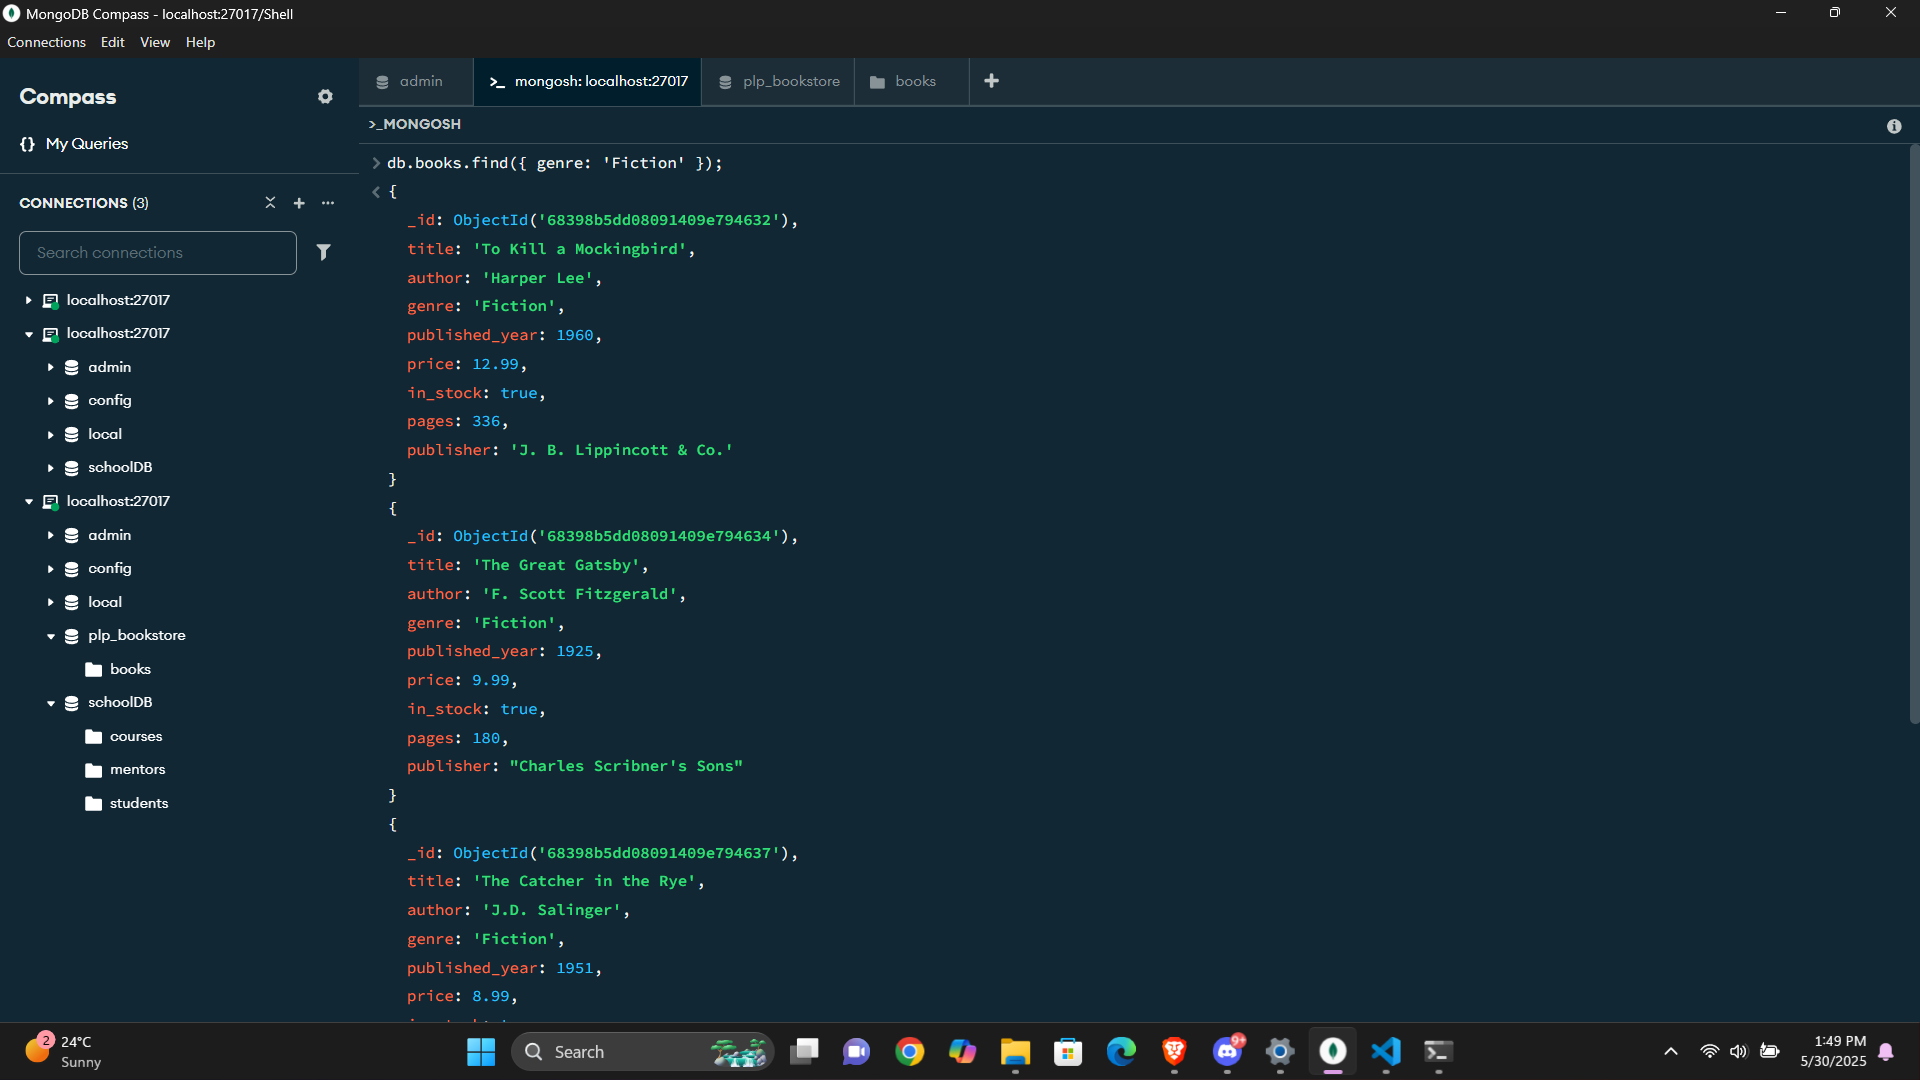 MongoDB Compass - localhost:27017/Shell
Connections Edit View Help
Compass
My Queries
CONNECTIONS (3)
Search connections
localhost:27017
localhost:27017
admin
config
local
schoolDB
localhost:27017
admin
config
local
plp_bookstore
books
schoolDB
courses
mentors
students
admin
>_ mongosh: localhost:27017
plp_bookstore
books
>_MONGOSH
> db.books.find({ genre: 'Fiction' });
< {
_id: ObjectId('68398b5dd08091409e794632'),
title: 'To Kill a Mockingbird',
author: 'Harper Lee',
genre: 'Fiction',
published_year: 1960,
price: 12.99,
in_stock: true,
pages: 336,
publisher: 'J. B. Lippincott & Co.'
}
{
_id: ObjectId('68398b5dd08091409e794634'),
title: 'The Great Gatsby',
author: 'F. Scott Fitzgerald',
genre: 'Fiction',
published_year: 1925,
price: 9.99,
in_stock: true,
pages: 180,
publisher: "Charles Scribner's Sons"
}
{
_id: ObjectId('68398b5dd08091409e794637'),
title: 'The Catcher in the Rye',
author: 'J.D. Salinger',
genre: 'Fiction',
published_year: 1951,
price: 8.99,
2
24°C
Sunny
Search
9+
1:49 PM
5/30/2025